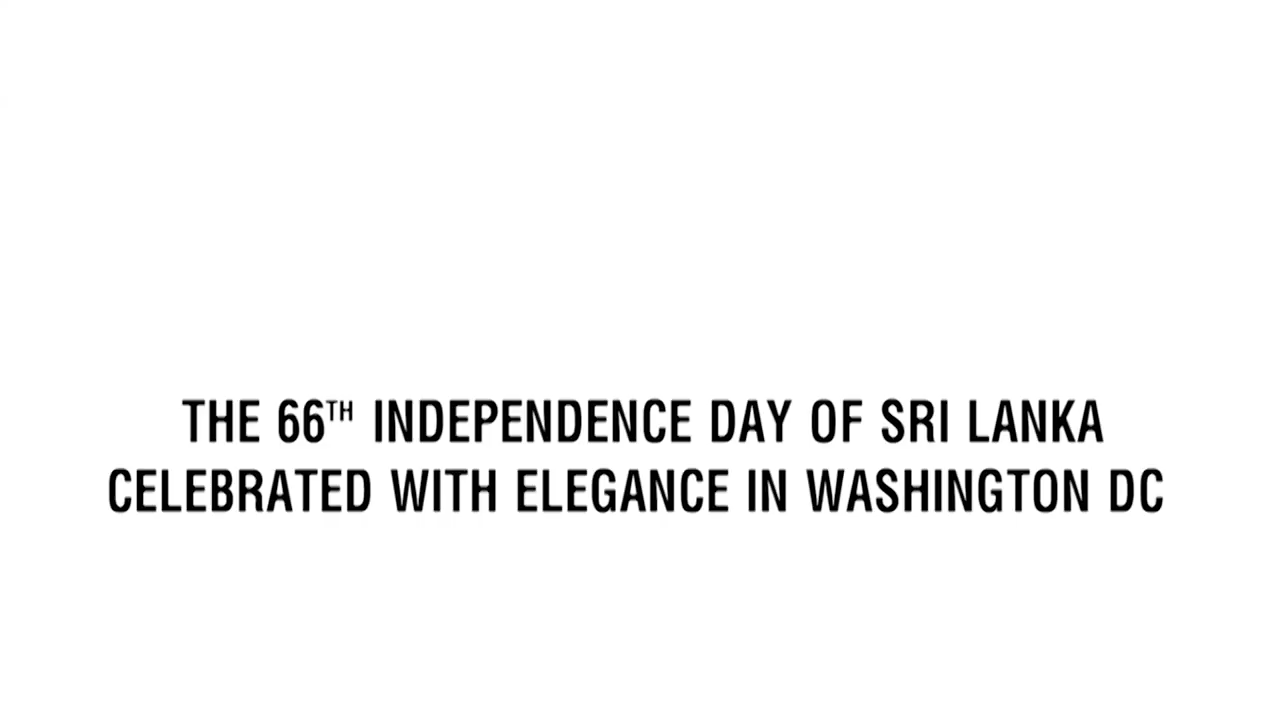 THE 66TH INDEPENDENCE DAY OF SRI LANKA
CELEBRATED WITH ELEGANCE IN WASHINGTON DC